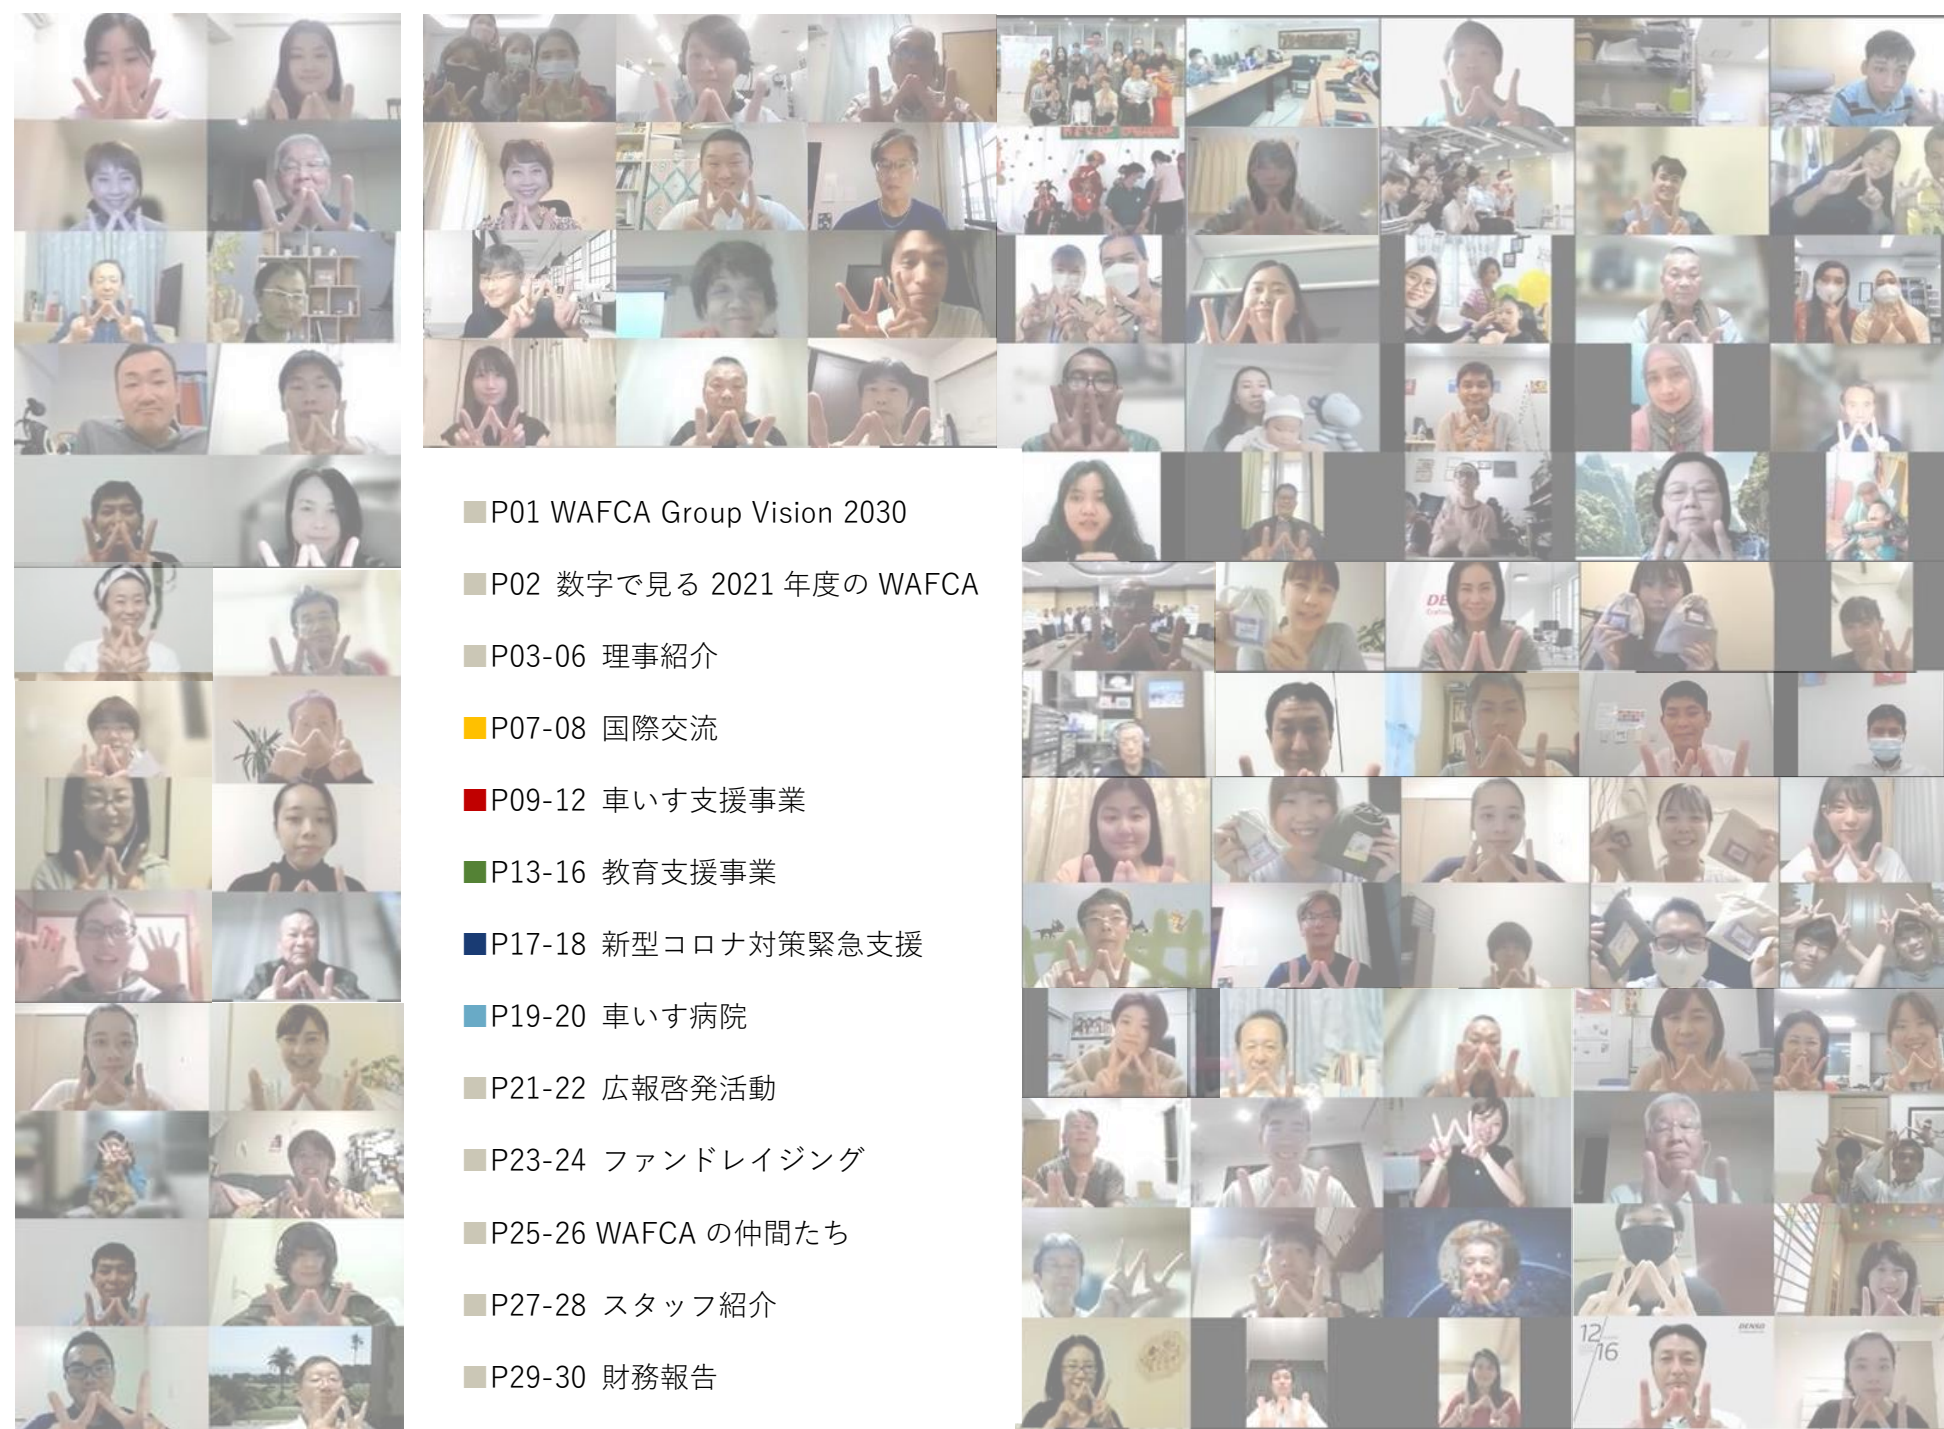 ■P01 WAFCA Group Vision 2030
■P02 数字で見る 2021 年度の WAFCA
■P03-06 理事紹介
■P07-08 国際交流
■P09-12 車いす支援事業
■P13-16 教育支援事業
■P17-18 新型コロナ対策緊急支援
■P19-20 車いす病院
■P21-22 広報啓発活動
■P23-24 ファンドレイジング
■P25-26 WAFCA の仲間たち
■P27-28 スタッフ紹介
■P29-30 財務報告
DE
12
16
DENSO